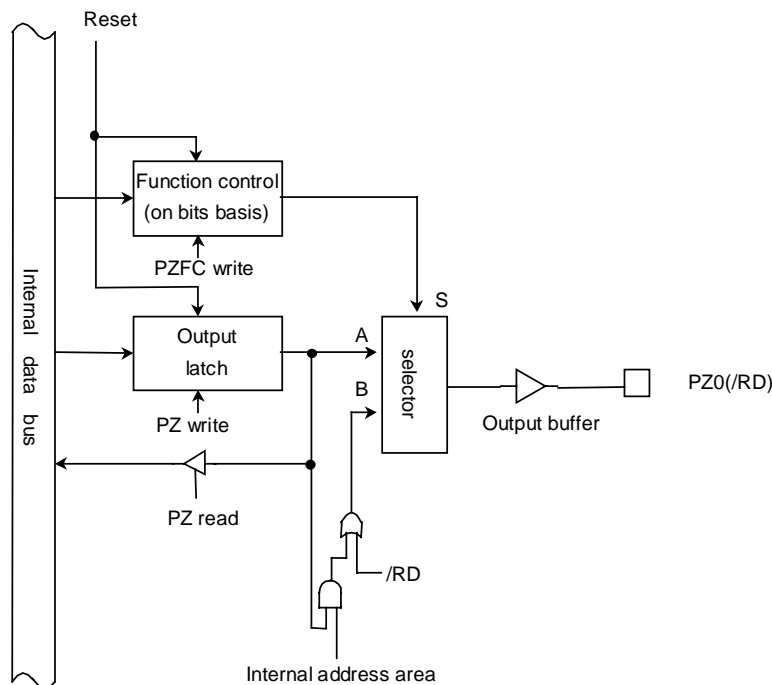 Reset
Function control
(on bits basis)
PZFC write
S
Output
latch
A
B
selector
PZ write
Output buffer
PZ0(/RD)
PZ read
/RD
Internal address area
Internal data bus